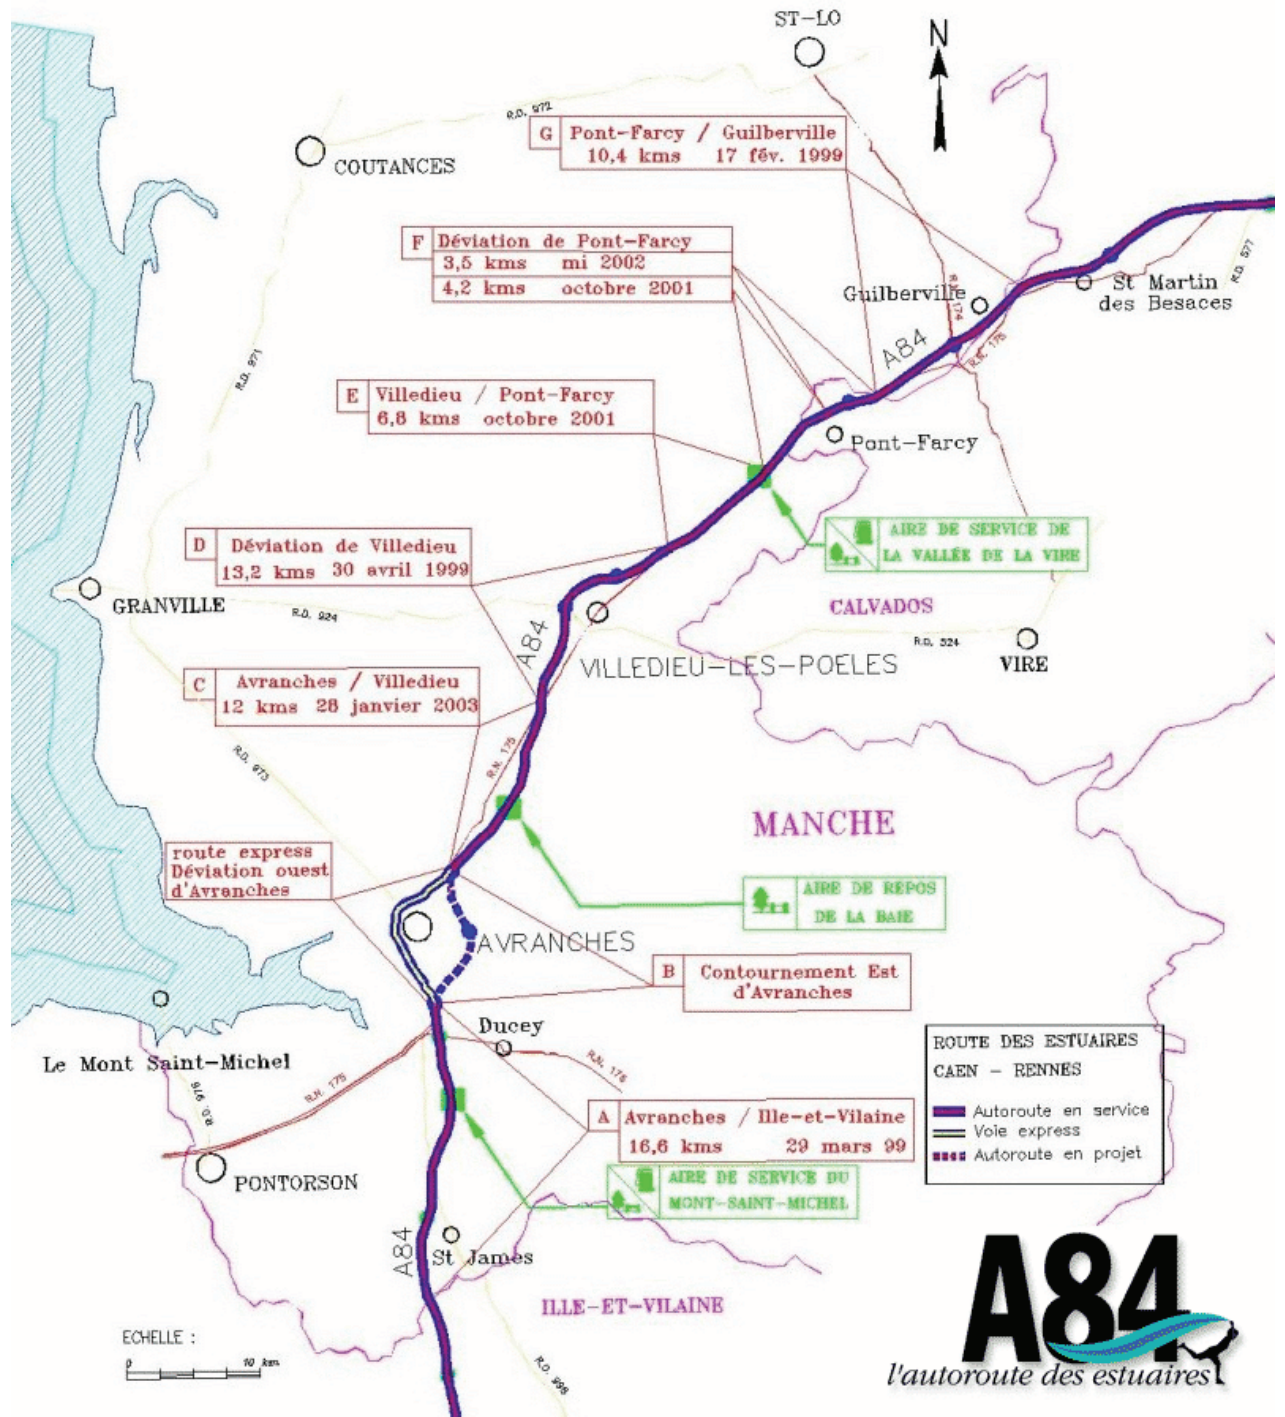 ST-LO
N
R.D. 972
G Pont-Farcy / Guilberville
10,4 kms 17 fév. 1999
COUTANCES
F Déviation de Pont-Farcy
3,5 kms mi 2002
4,2 kms octobre 2001
R.D. 577
Guilberville
St Martin
des Besaces
R.N. 174
A84
R.N. 175
R.D. 971
E Villedieu / Pont-Farcy
6,8 kms octobre 2001
Pont-Farcy
D Déviation de Villedieu
13,2 kms 30 avril 1999
AIRE DE SERVICE DE
LA VALLÉE DE LA VIRE
GRANVILLE
R.D. 924
CALVADOS
A84
R.D. 524
VIRE
VILLEDIEU-LES-POELES
C Avranches / Villedieu
12 kms 28 janvier 2003
R.D. 973
R.N. 175
MANCHE
route express
Déviation ouest
d'Avranches
AIRE DE REPOS
DE LA BAIE
AVRANCHES
B Contournement Est
d'Avranches
Ducey
Le Mont Saint-Michel
R.N. 175
R.N. 176
R.D. 976
ROUTE DES ESTUAIRES
CAEN - RENNES
Autoroute en service
Voie express
Autoroute en projet
A Avranches / Ille-et-Vilaine
16,6 kms 29 mars 99
PONTORSON
AIRE DE SERVICE DU
MONT-SAINT-MICHEL
A84
St James
ILLE-ET-VILAINE
ECHELLE :
0 10 km
R.D. 998
A84
l'autoroute des estuaires